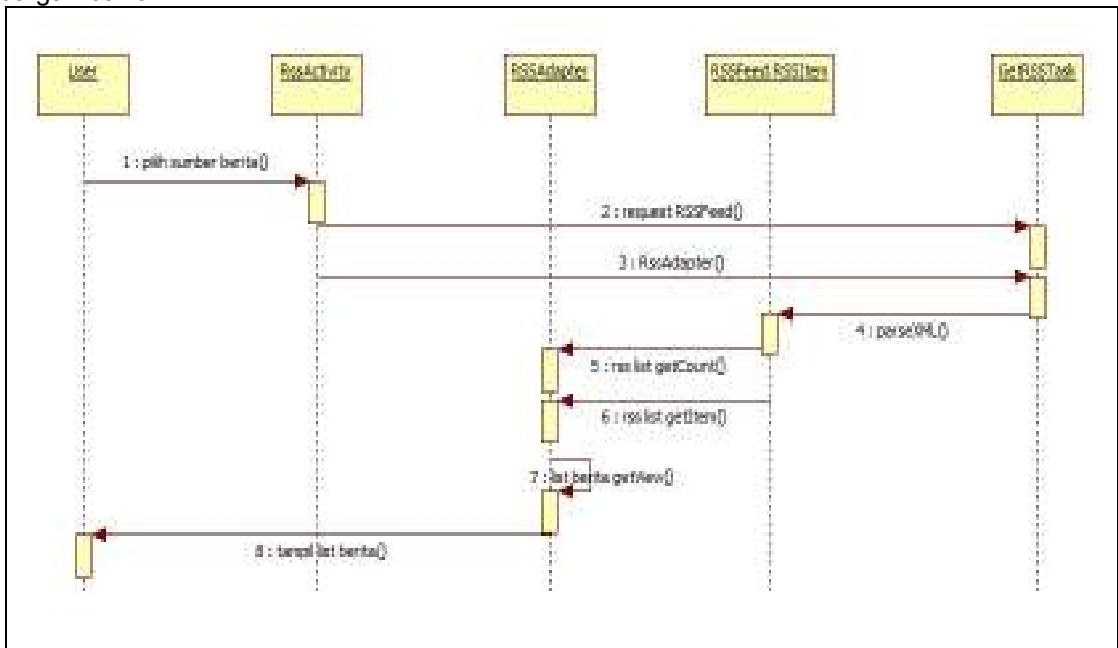 User
RssActivity
RSSAdapter
RSSFeed.RSSItem
GetRSSTask
1 : pilih sumber berita()
2 : request RSSFeed()
3 : RssAdapter()
4 : parseXML()
5 : rss list getCount()
6 : rss list getItem()
7 : list berita getView()
8 : tampil list berita()